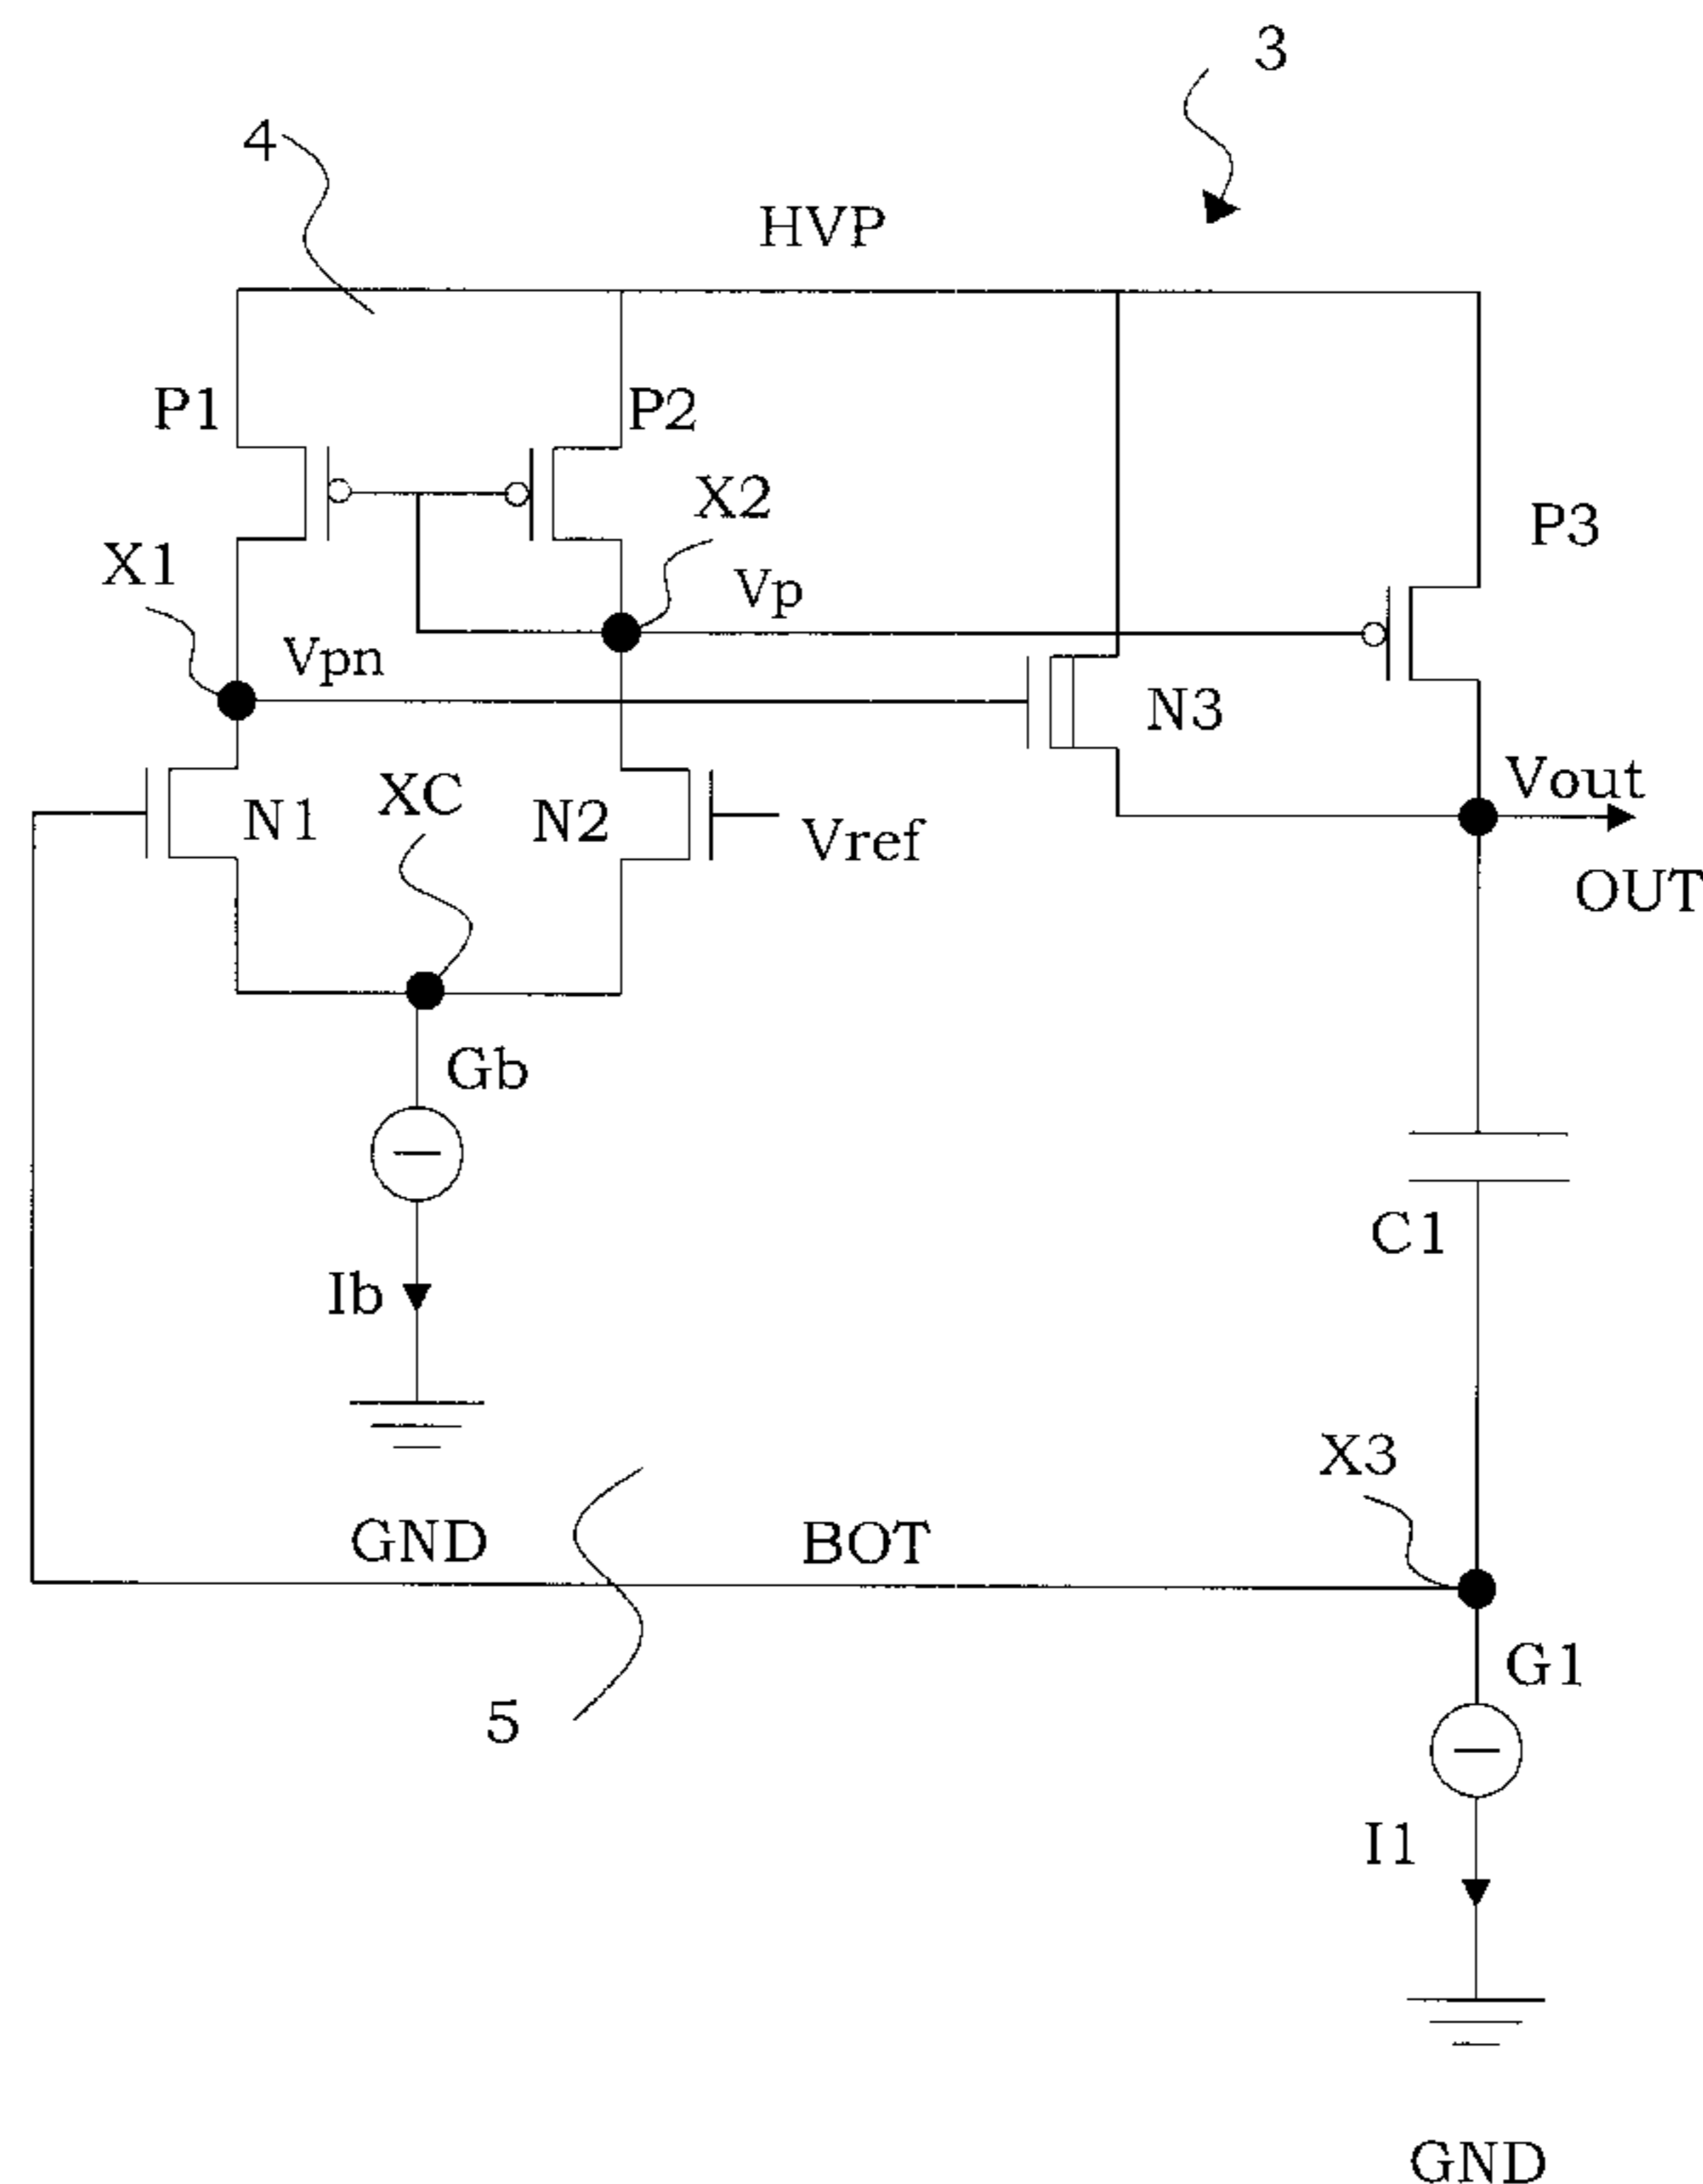 3
4
HVP
P1
P2
X2
P3
X1
Vp
Vpn
N3
XC
Vout
N1
N2
Vref
OUT
Gb
C1
Ib
X3
GND
BOT
G1
5
I1
GND